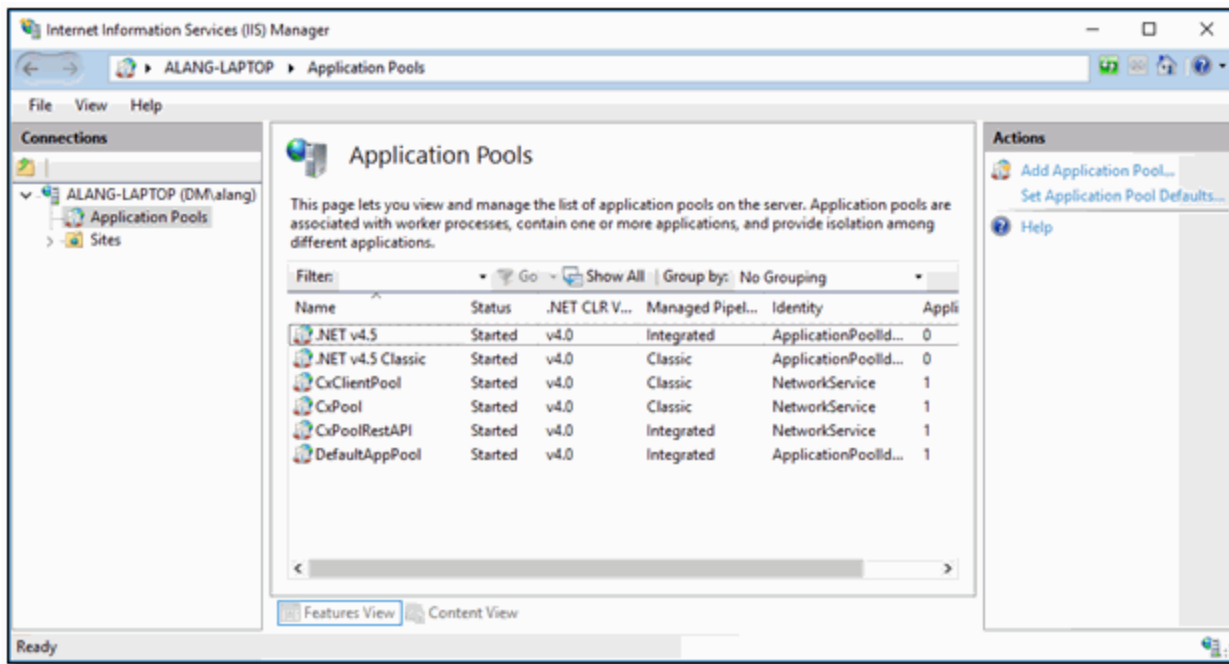 Internet Information Services (IIS) Manager
ALANG-LAPTOP Application Pools
File View Help
Connections
ALANG-LAPTOP (DM\alang)
Application Pools
Sites
Application Pools
This page lets you view and manage the list of application pools on the server. Application pools are
associated with worker processes, contain one or more applications, and provide isolation among
different applications.
Filter: Go Show All Group by: No Grouping
Name Status .NET CLR V... Managed Pipel... Identity Appli
.NET v4.5 Started v4.0 Integrated ApplicationPoolId... 0
.NET v4.5 Classic Started v4.0 Classic ApplicationPoolId... 0
CxClientPool Started v4.0 Classic NetworkService 1
CxPool Started v4.0 Classic NetworkService 1
CxPoolRestAPI Started v4.0 Integrated NetworkService 1
DefaultAppPool Started v4.0 Integrated ApplicationPoolId... 1
Features View Content View
Actions
Add Application Pool...
Set Application Pool Defaults...
Help
Ready